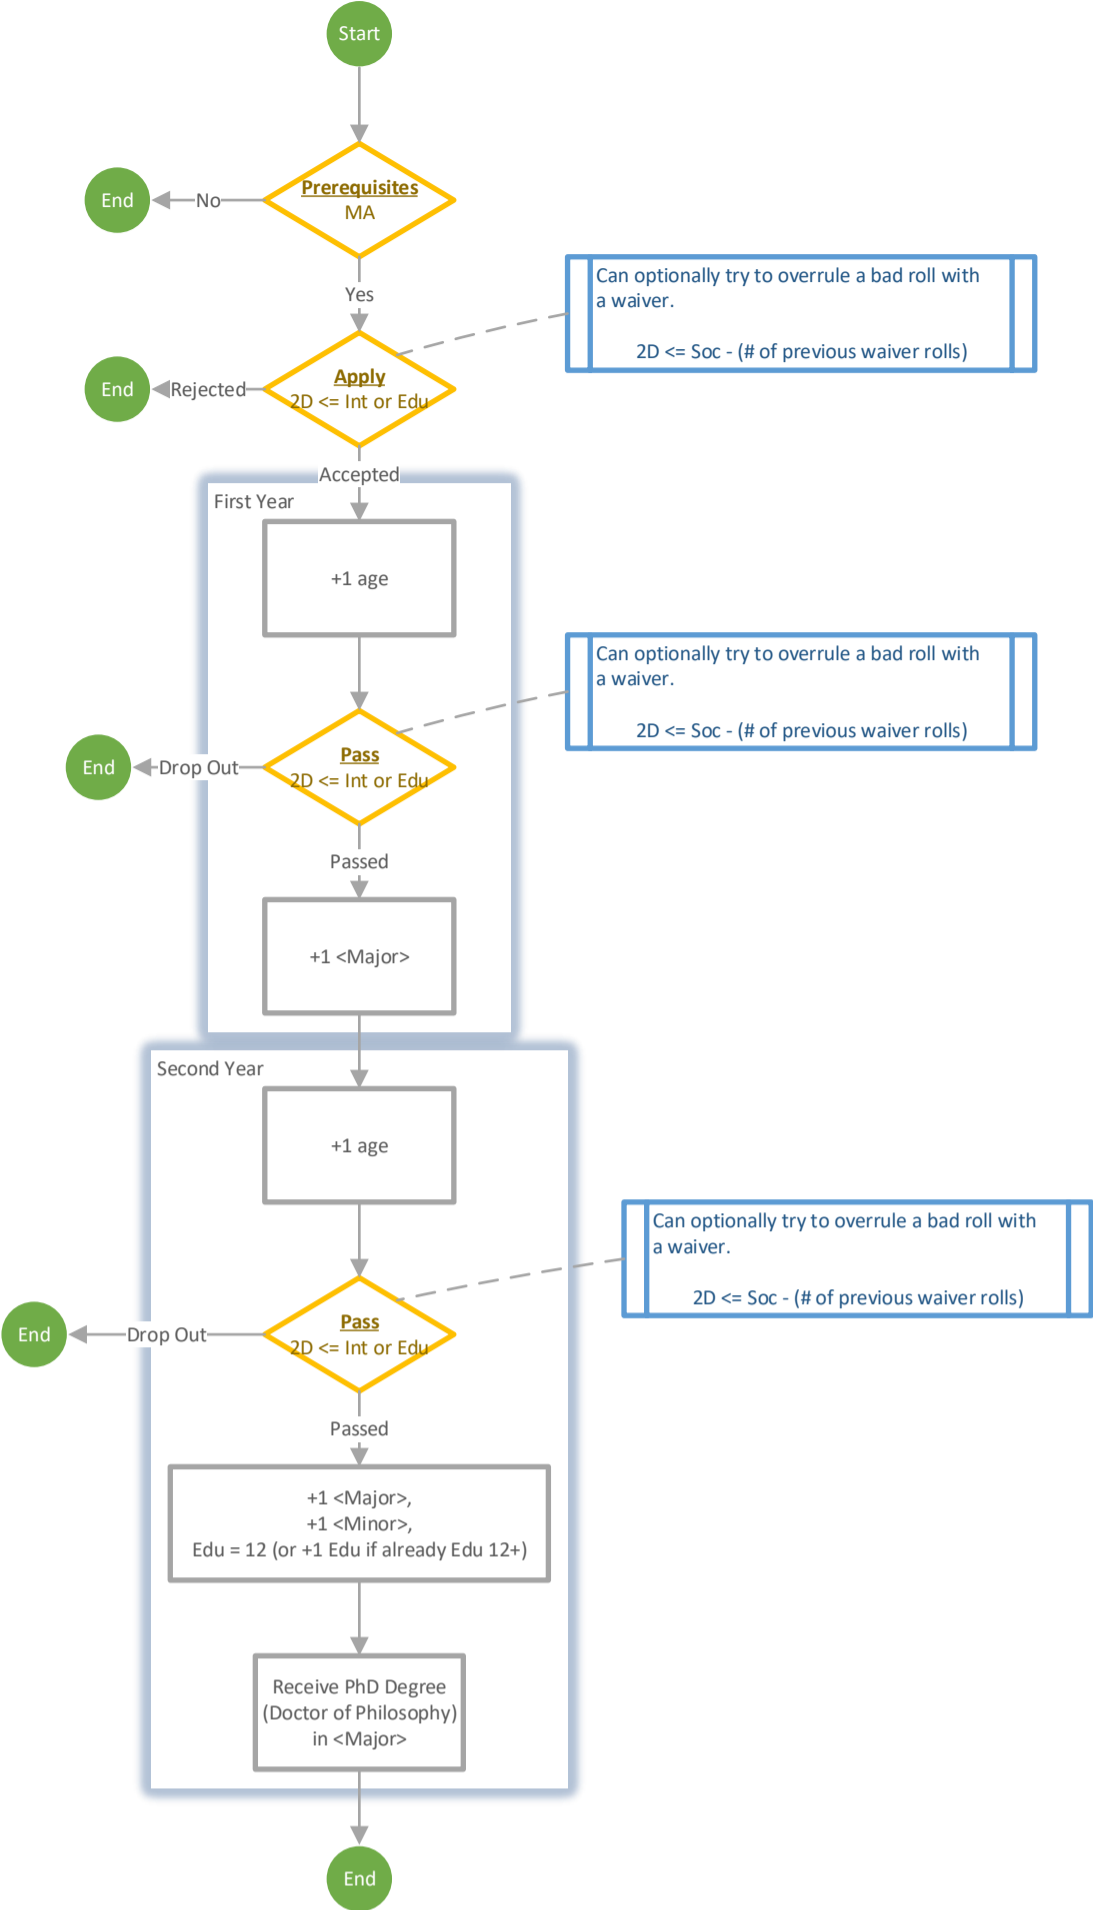 Start
Prerequisites
MA
No
End
Yes
Can optionally try to overrule a bad roll with
a waiver.
2D <= Soc - (# of previous waiver rolls)
Apply
2D <= Int or Edu
Rejected
End
Accepted
First Year
+1 age
Can optionally try to overrule a bad roll with
a waiver.
2D <= Soc - (# of previous waiver rolls)
Pass
2D <= Int or Edu
Drop Out
End
Passed
+1 <Major>
Second Year
+1 age
Can optionally try to overrule a bad roll with
a waiver.
2D <= Soc - (# of previous waiver rolls)
Pass
2D <= Int or Edu
Drop Out
End
Passed
+1 <Major>,
+1 <Minor>,
Edu = 12 (or +1 Edu if already Edu 12+)
Receive PhD Degree
(Doctor of Philosophy)
in <Major>
End